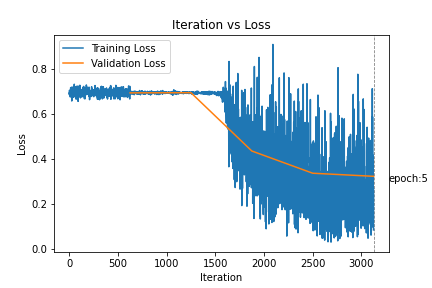 Iteration vs Loss
Training Loss
Validation Loss
Loss
0.8
0.6
0.4
0.2
0.0
epoch:5
0 500 1000 1500 2000 2500 3000
Iteration